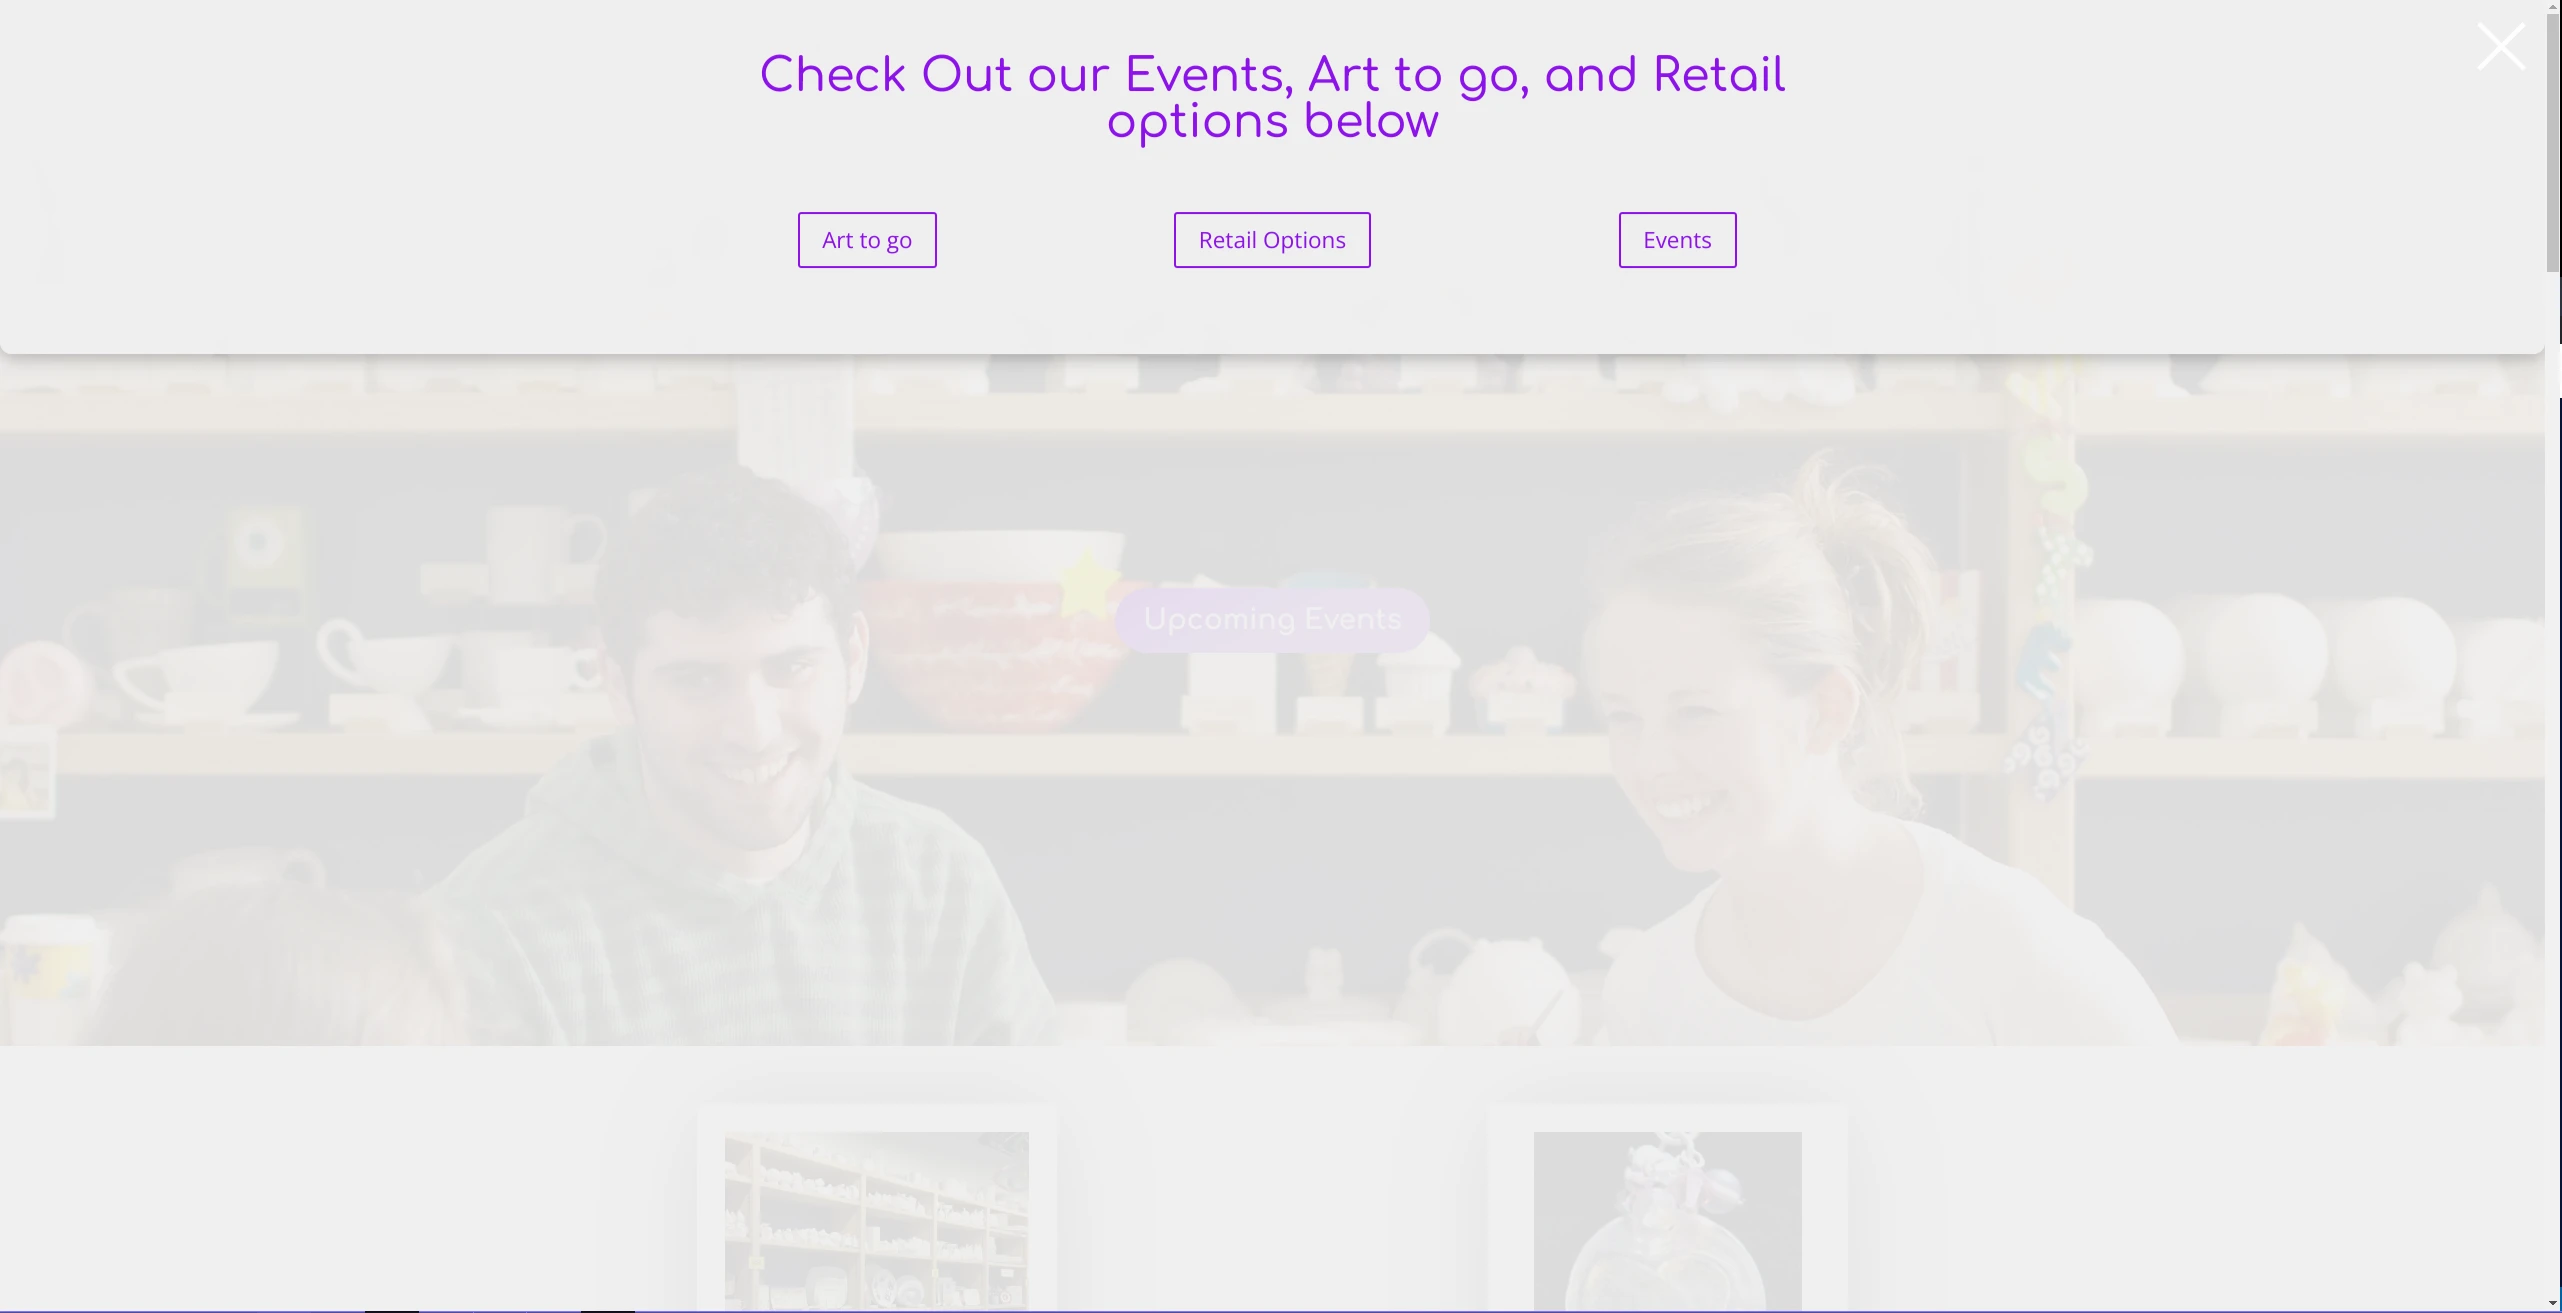 Check Out our Events, Art to go, and Retail
options below
Art to go
Retail Options
Events
Upcoming Events